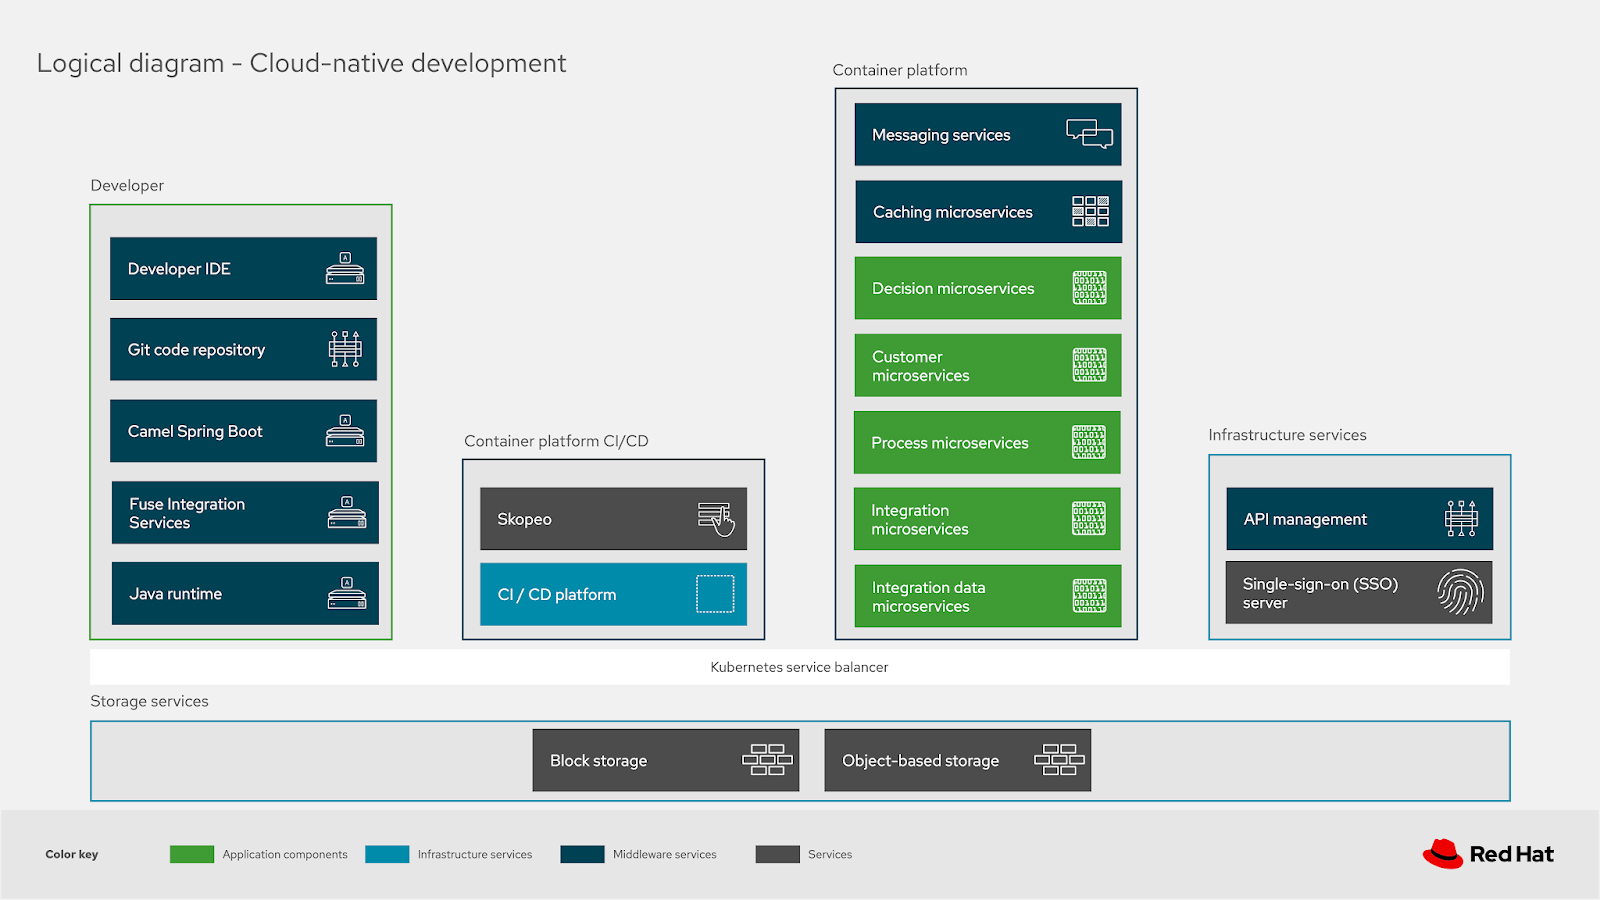 Logical diagram - Cloud-native development
Container platform
Messaging services
Caching microservices
Decision microservices
Customer
microservices
Process microservices
Integration
microservices
Integration data
microservices
Developer
Developer IDE
Git code repository
Camel Spring Boot
Fuse Integration
Services
Java runtime
Container platform CI/CD
Skopeo
CI / CD platform
Infrastructure services
API management
Single-sign-on (SSO)
server
Kubernetes service balancer
Storage services
Block storage
Object-based storage
Color key
Application components
Infrastructure services
Middleware services
Services
Red Hat